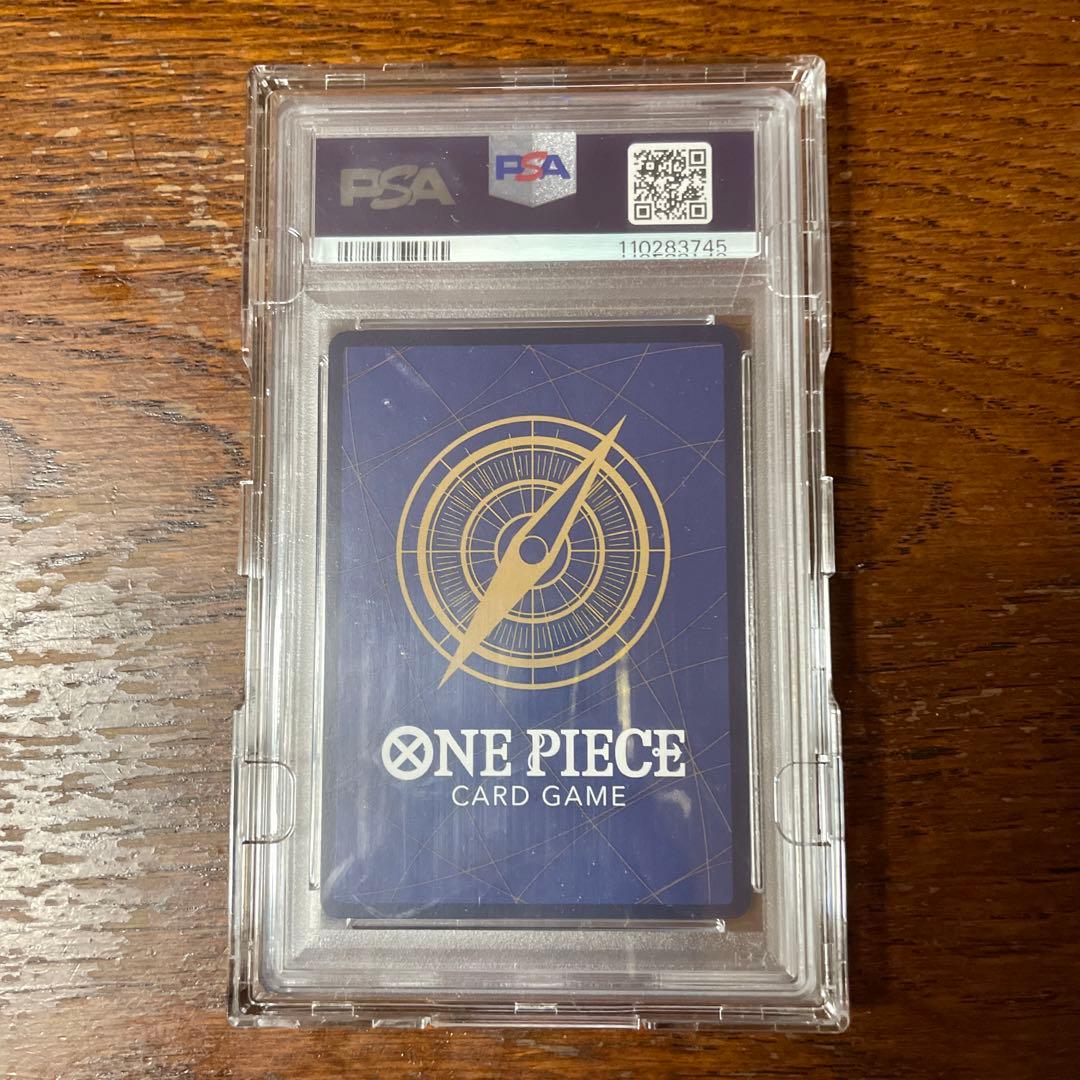 PSA
PSA
110283745
ONE PIECE
CARD GAME